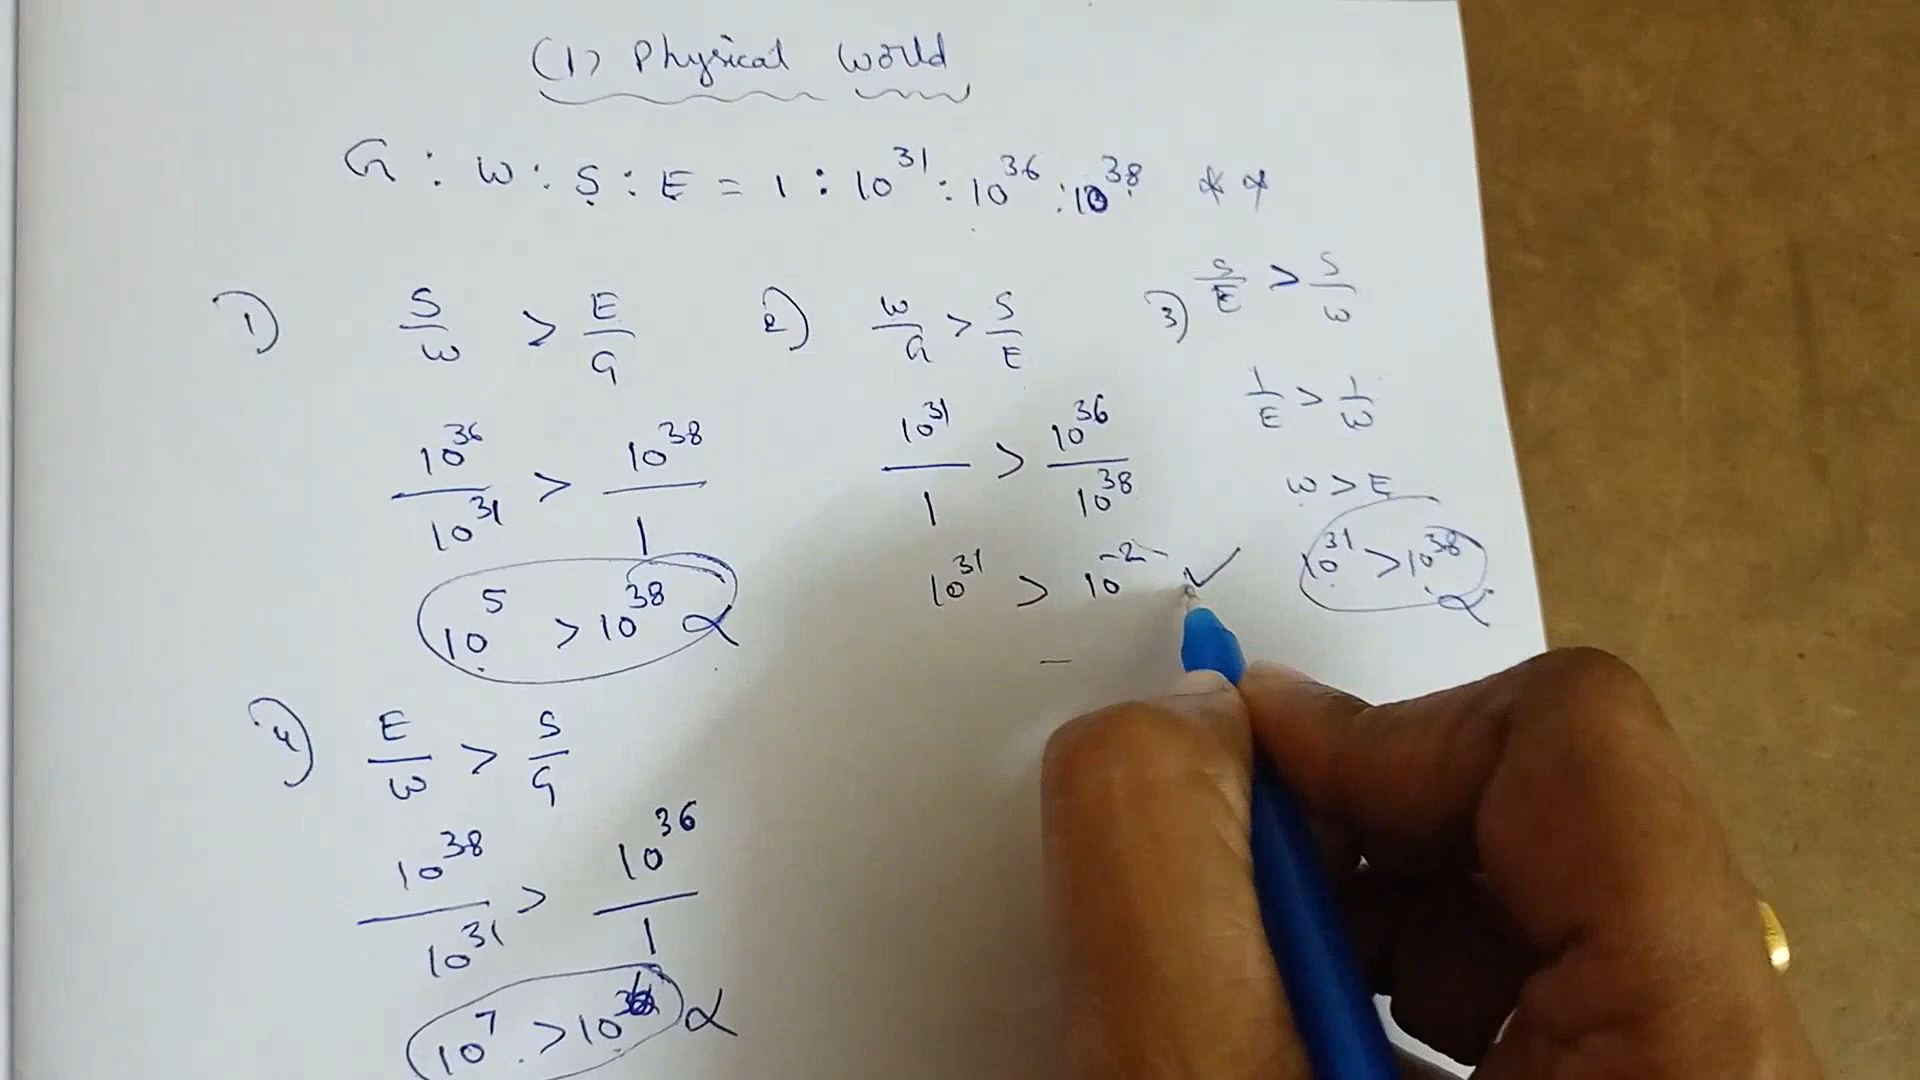 (1) Physical World
G : W : S : E = 1 : 10^31 : 10^36 : 10^38 * *
1) S/W > E/G
10^36/10^31 > 10^38/1
10^5 > 10^38 ×
2) W/G > S/E
10^31/1 > 10^36/10^38
10^31 > 10^-2 ✓
3) S/E > S/W
1/E > 1/W
W > E
10^31 > 10^38 ×
4) E/W > S/G
10^38/10^31 > 10^36/1
10^7 > 10^36 ×